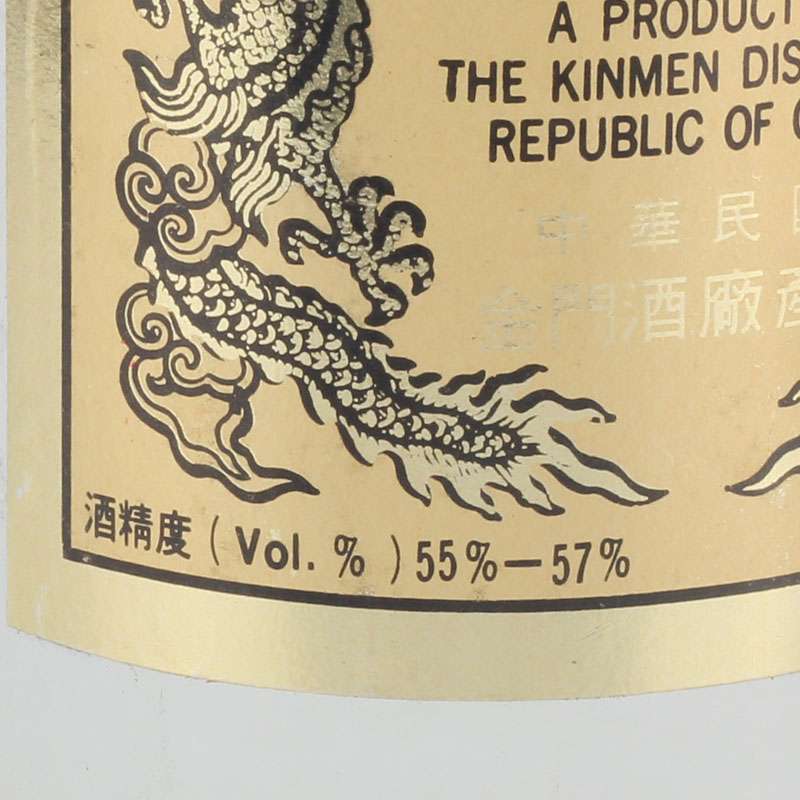 A PRODUCT
THE KINMEN DIS
REPUBLIC OF
中華民
金門酒廠產
酒精度(Vol.%)55%—57%